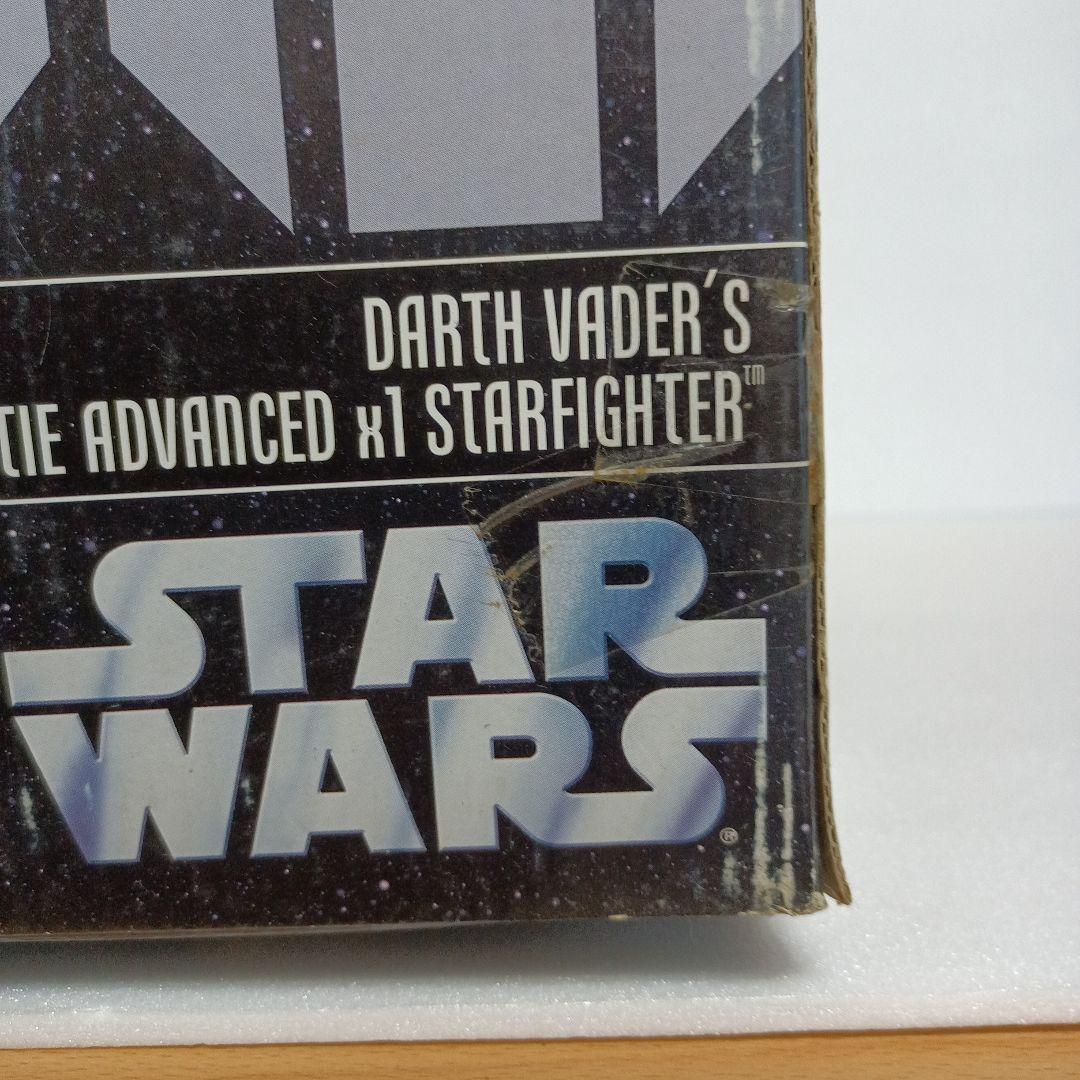 DARTH VADER'S
TIE ADVANCED x1 STARFIGHTER™
STAR
WARS®